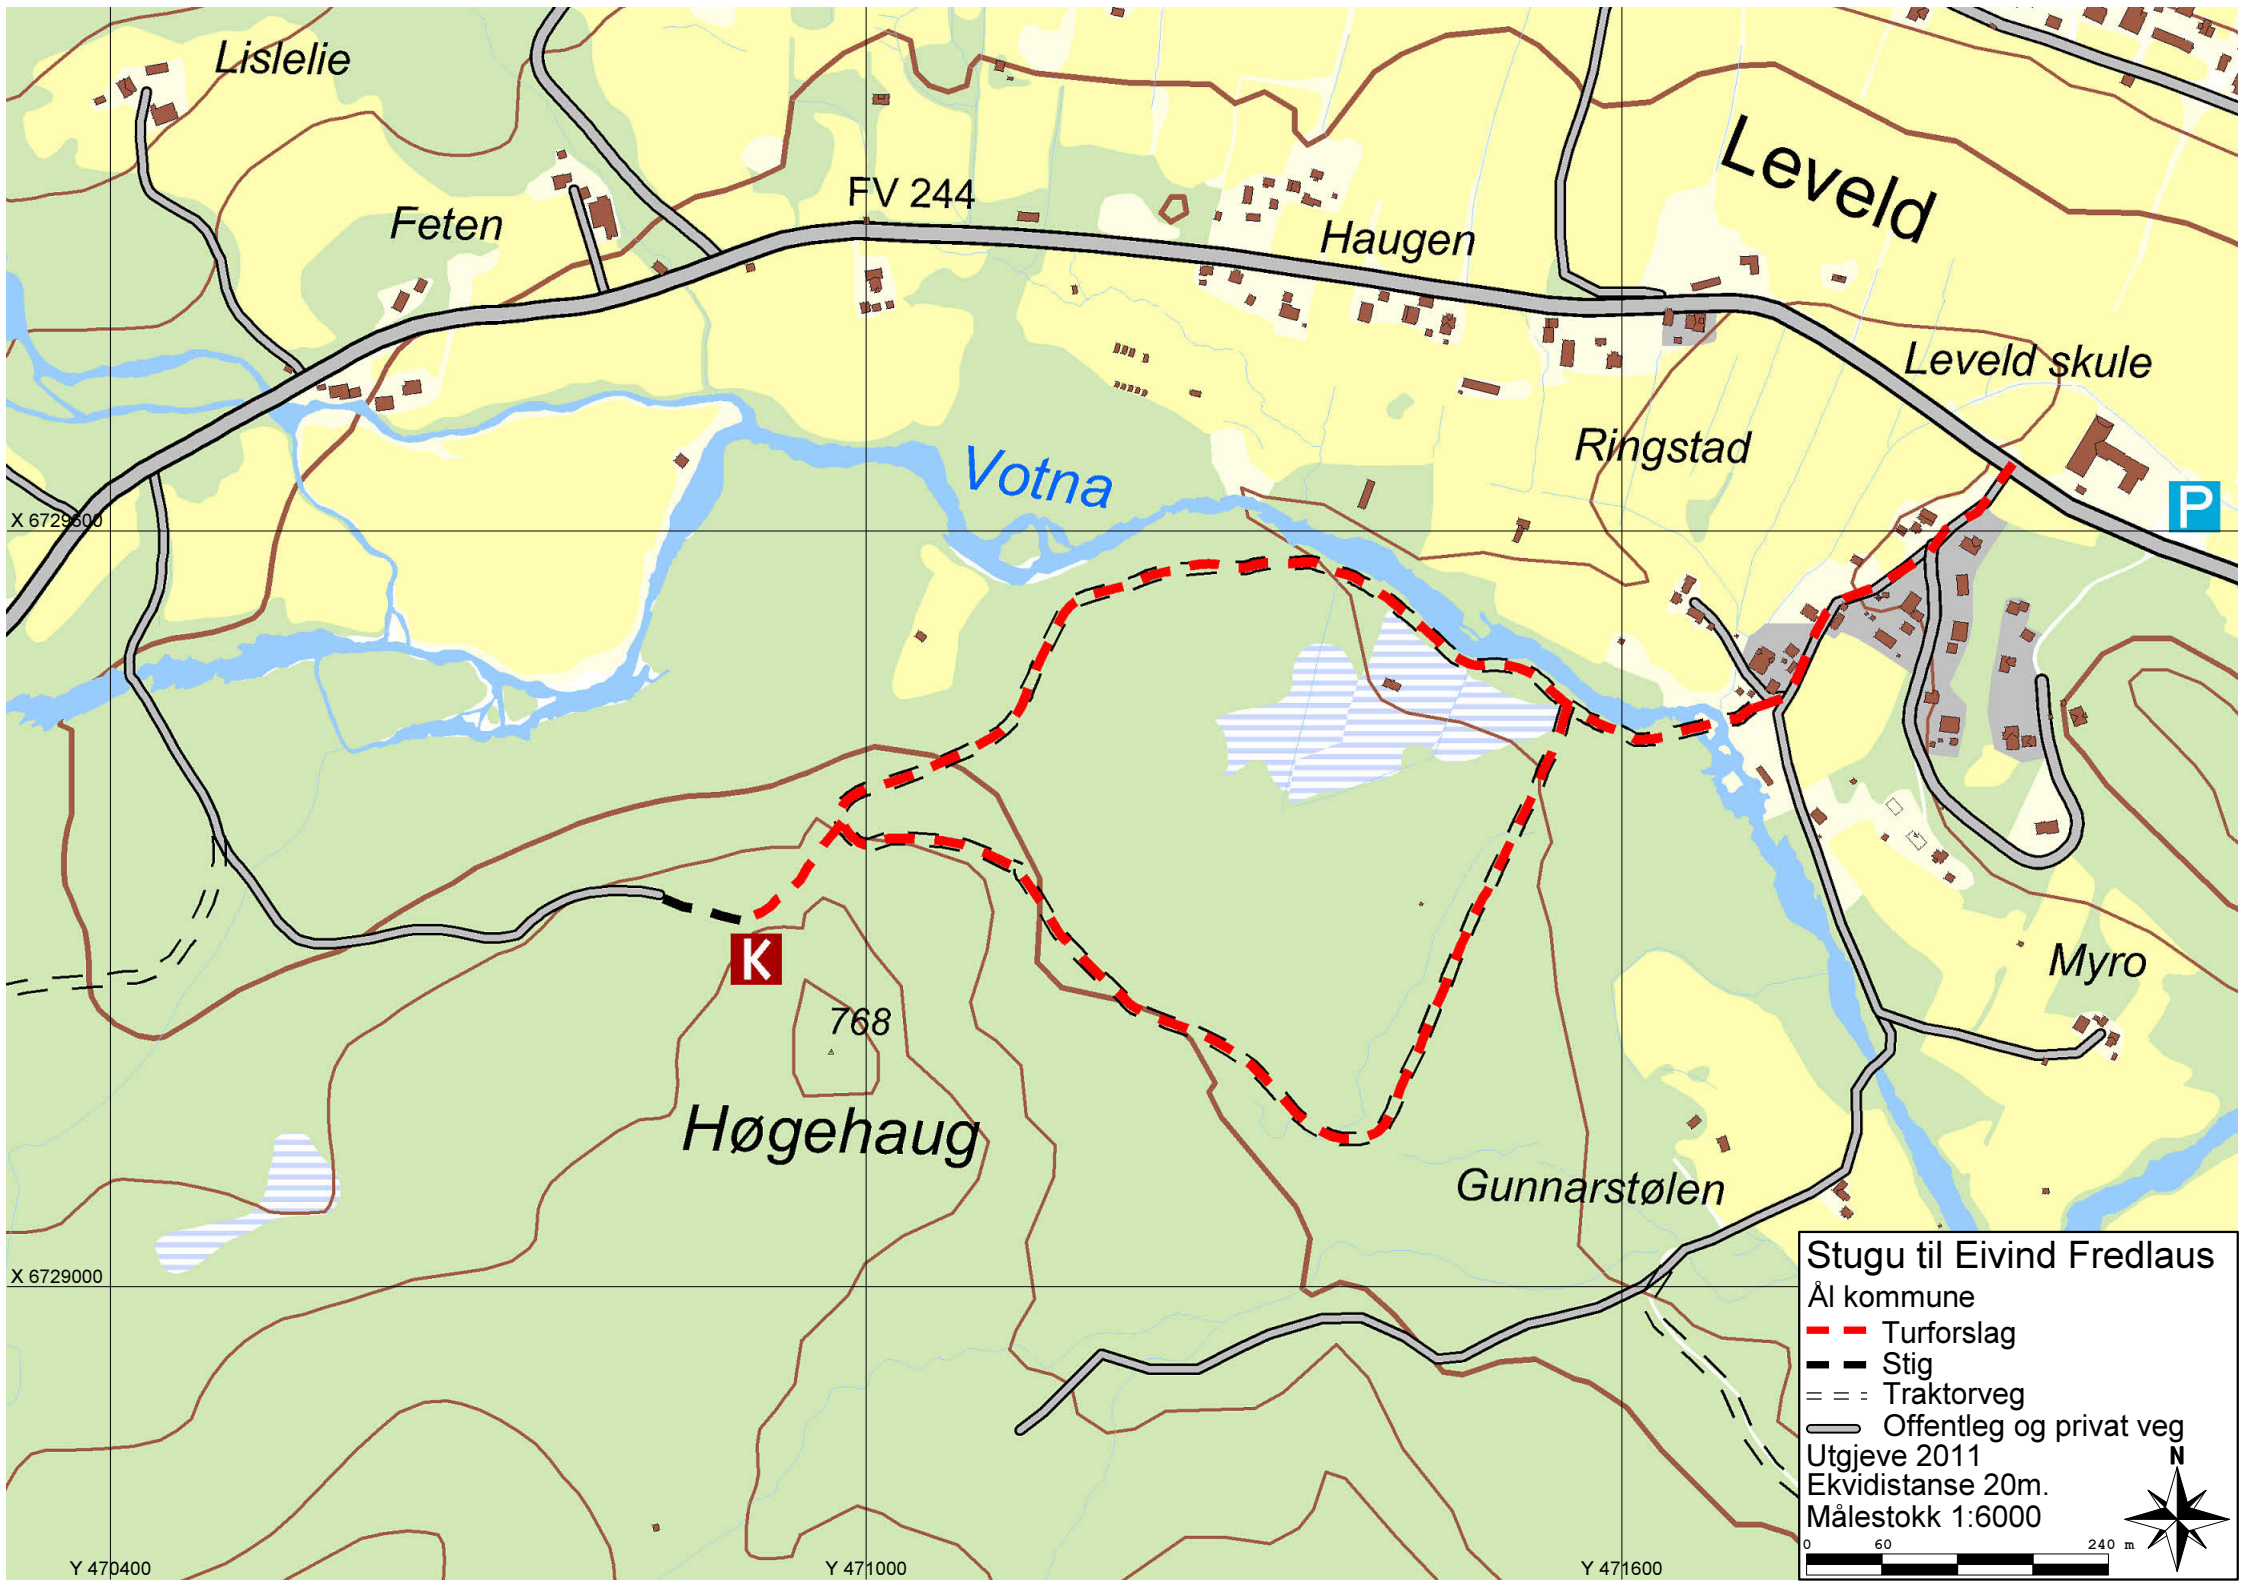 Lislelie
Leveld
FV 244
Feten
Haugen
Leveld skule
Ringstad
Votna
P
X 6729600
K
Myro
768
Høgehaug
Gunnarstølen
X 6729000
Stugu til Eivind Fredlaus
Ål kommune
Turforslag
Stig
Traktorveg
Offentleg og privat veg
Utgjeve 2011
N
Ekvidistanse 20m.
Målestokk 1:6000
0 60 240 m
Y 470400 Y 471000 Y 471600